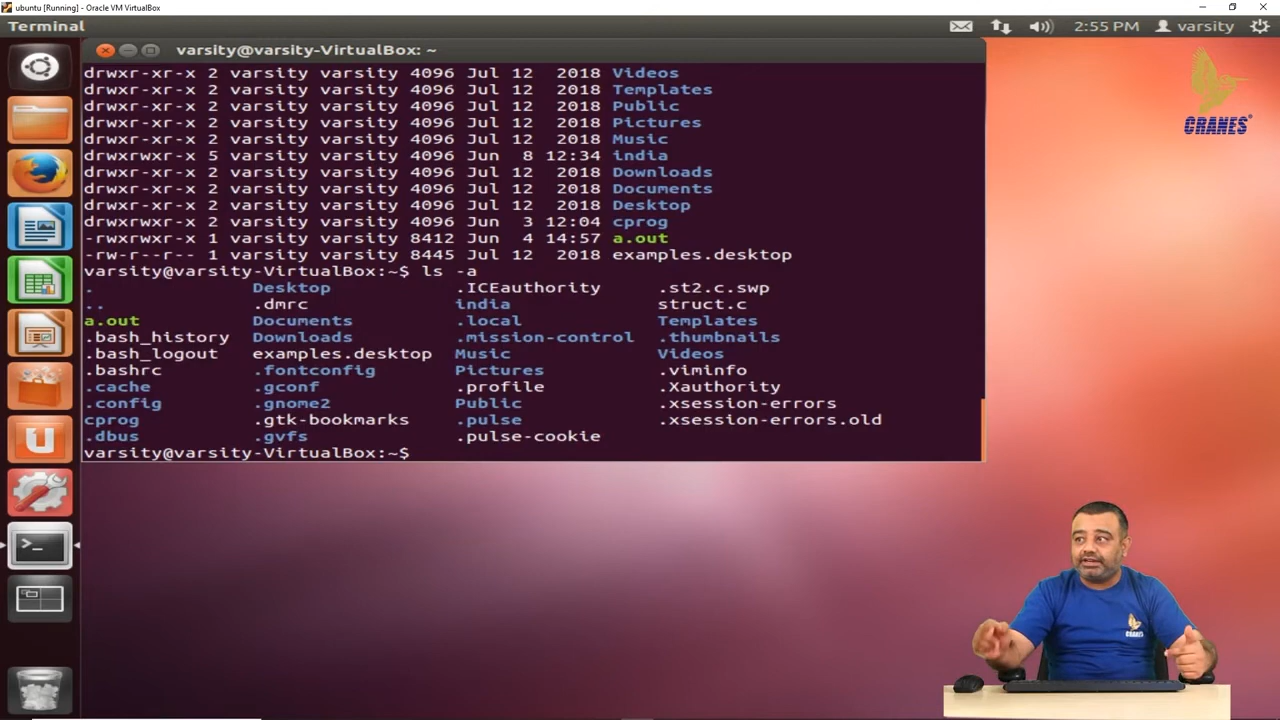 ubuntu [Running] - Oracle VM VirtualBox
Terminal
2:55 PM varsity
varsity@varsity-VirtualBox: ~
drwxr-xr-x 2 varsity varsity 4096 Jul 12  2018 Videos
drwxr-xr-x 2 varsity varsity 4096 Jul 12  2018 Templates
drwxr-xr-x 2 varsity varsity 4096 Jul 12  2018 Public
drwxr-xr-x 2 varsity varsity 4096 Jul 12  2018 Pictures
drwxr-xr-x 2 varsity varsity 4096 Jul 12  2018 Music
drwxrwxr-x 5 varsity varsity 4096 Jun  8 12:34 india
drwxr-xr-x 2 varsity varsity 4096 Jul 12  2018 Downloads
drwxr-xr-x 2 varsity varsity 4096 Jul 12  2018 Documents
drwxr-xr-x 2 varsity varsity 4096 Jul 12  2018 Desktop
drwxrwxr-x 2 varsity varsity 4096 Jun  3 12:04 cprog
-rwxrwxr-x 1 varsity varsity 8412 Jun  4 14:57 a.out
-rw-r--r-- 1 varsity varsity 8445 Jul 12  2018 examples.desktop
varsity@varsity-VirtualBox:~$ ls -a
. Desktop .ICEauthority .st2.c.swp
.. .dmrc india struct.c
a.out Documents .local Templates
.bash_history Downloads .mission-control .thumbnails
.bash_logout examples.desktop Music Videos
.bashrc .fontconfig Pictures .viminfo
.cache .gconf .profile .Xauthority
.config .gnome2 Public .xsession-errors
cprog .gtk-bookmarks .pulse .xsession-errors.old
.dbus .gvfs .pulse-cookie
varsity@varsity-VirtualBox:~$
CRANES®
CRANES